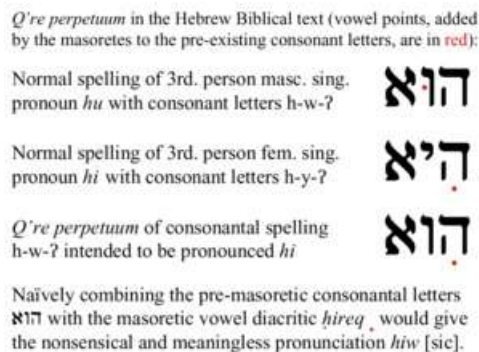 Q're perpetuum in the Hebrew Biblical text (vowel points, added
by the masoretes to the pre-existing consonant letters, are in red):
Normal spelling of 3rd. person masc. sing. הוּא
pronoun hu with consonant letters h-w-?
Normal spelling of 3rd. person fem. sing. הִיא
pronoun hi with consonant letters h-y-?
Q're perpetuum of consonantal spelling הִוא
h-w-? intended to be pronounced hi
Naïvely combining the pre-masoretic consonantal letters
הוא with the masoretic vowel diacritic ḥireq ִ would give
the nonsensical and meaningless pronunciation hiw [sic].